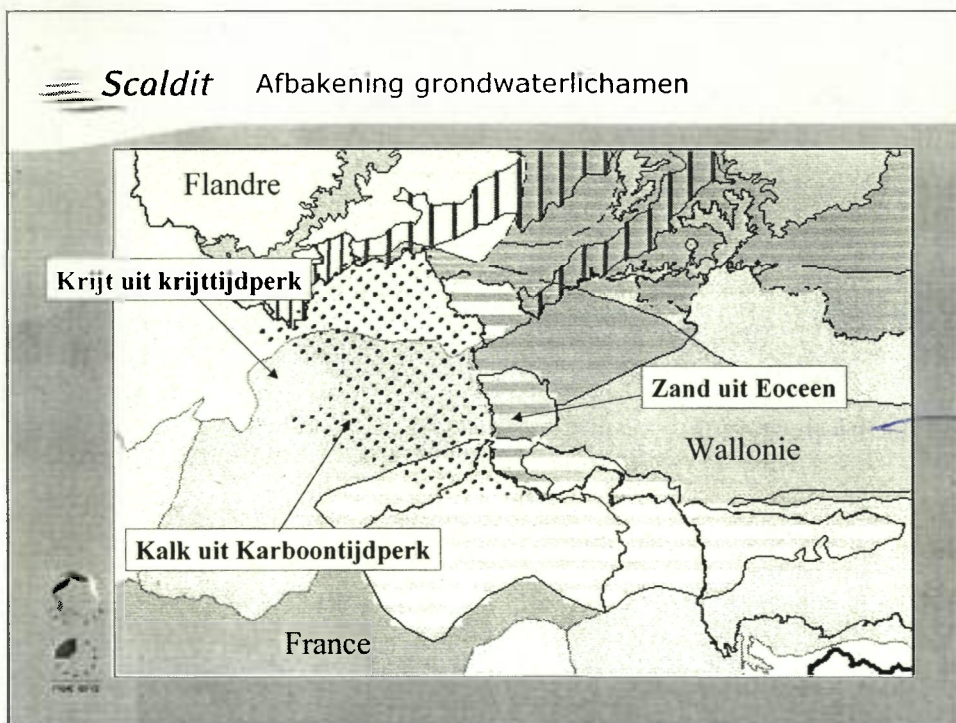 Scaldit Afbakening grondwaterlichamen
Flandre
Krijt uit krijttijdperk
Zand uit Eoceen
Wallonie
Kalk uit Karboontijdperk
France